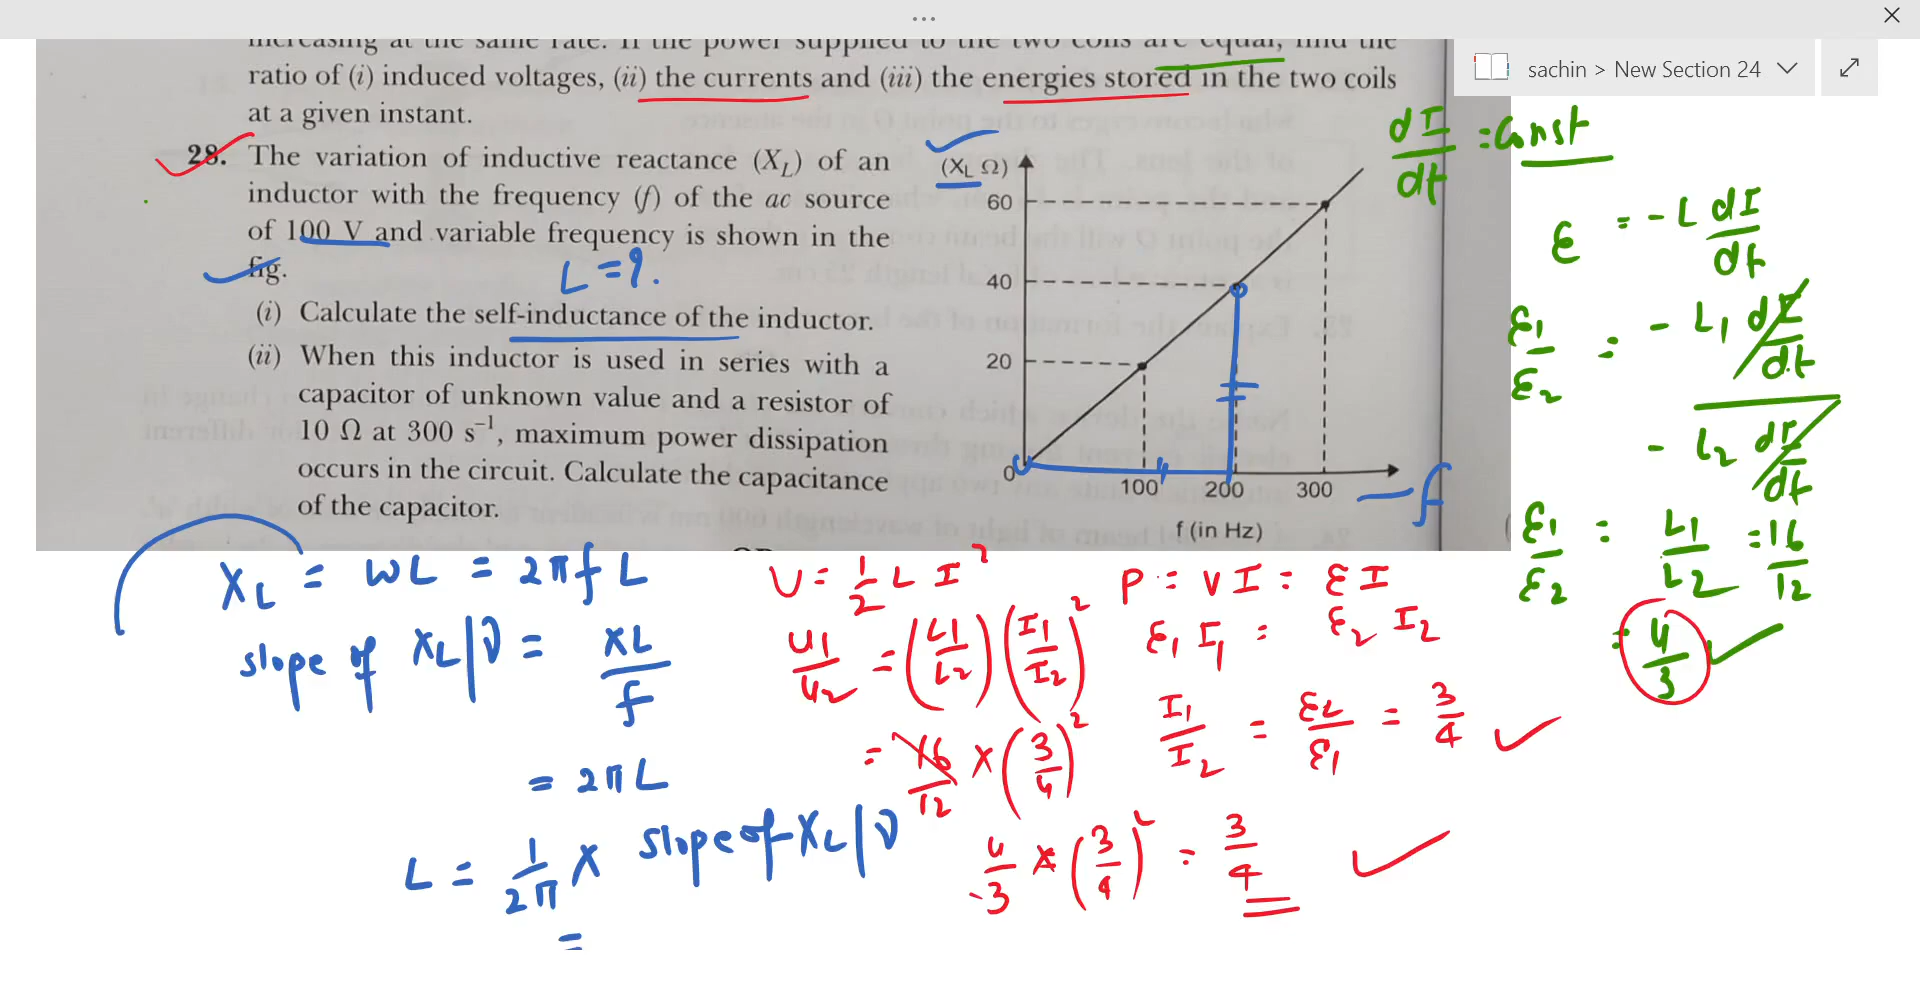 increasing at the same rate. If the power supplied to the two coils are equal, find the
ratio of (i) induced voltages, (ii) the currents and (iii) the energies stored in the two coils
at a given instant.
sachin > New Section 24
28. The variation of inductive reactance (X_L) of an
inductor with the frequency (f) of the ac source
of 100 V and variable frequency is shown in the
fig.
L = ?.
(i) Calculate the self-inductance of the inductor.
(ii) When this inductor is used in series with a
capacitor of unknown value and a resistor of
10 Ω at 300 s⁻¹, maximum power dissipation
occurs in the circuit. Calculate the capacitance
of the capacitor.
(X_L Ω)
60
40
20
0
100
200
300
f
f (in Hz)
dI/dt = Const
ε = - L dI/dt
ε1/ε2 = - L1 dI/dt / - L2 dI/dt
ε1/ε2 = L1/L2 = 16/12
= 4/3
X_L = ωL = 2πfL
slope of X_L | ν = XL/f
= 2πL
L = 1/2π × slope of X_L | ν
=
U = 1/2 L I²
U1/U2 = (L1/L2) (I1/I2)²
= 16/12 × (3/4)²
4/3 × (3/4)² = 3/4
P = V I = ε I
ε1 I1 = ε2 I2
I1/I2 = ε2/ε1 = 3/4